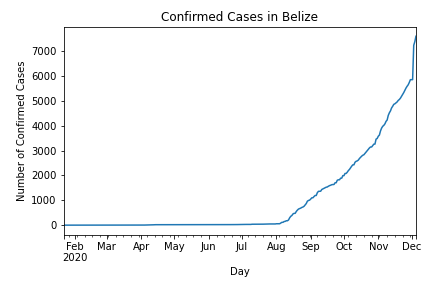 Confirmed Cases in Belize
Number of Confirmed Cases
7000
6000
5000
4000
3000
2000
1000
0
Feb Mar Apr May Jun Jul Aug Sep Oct Nov Dec
2020
Day